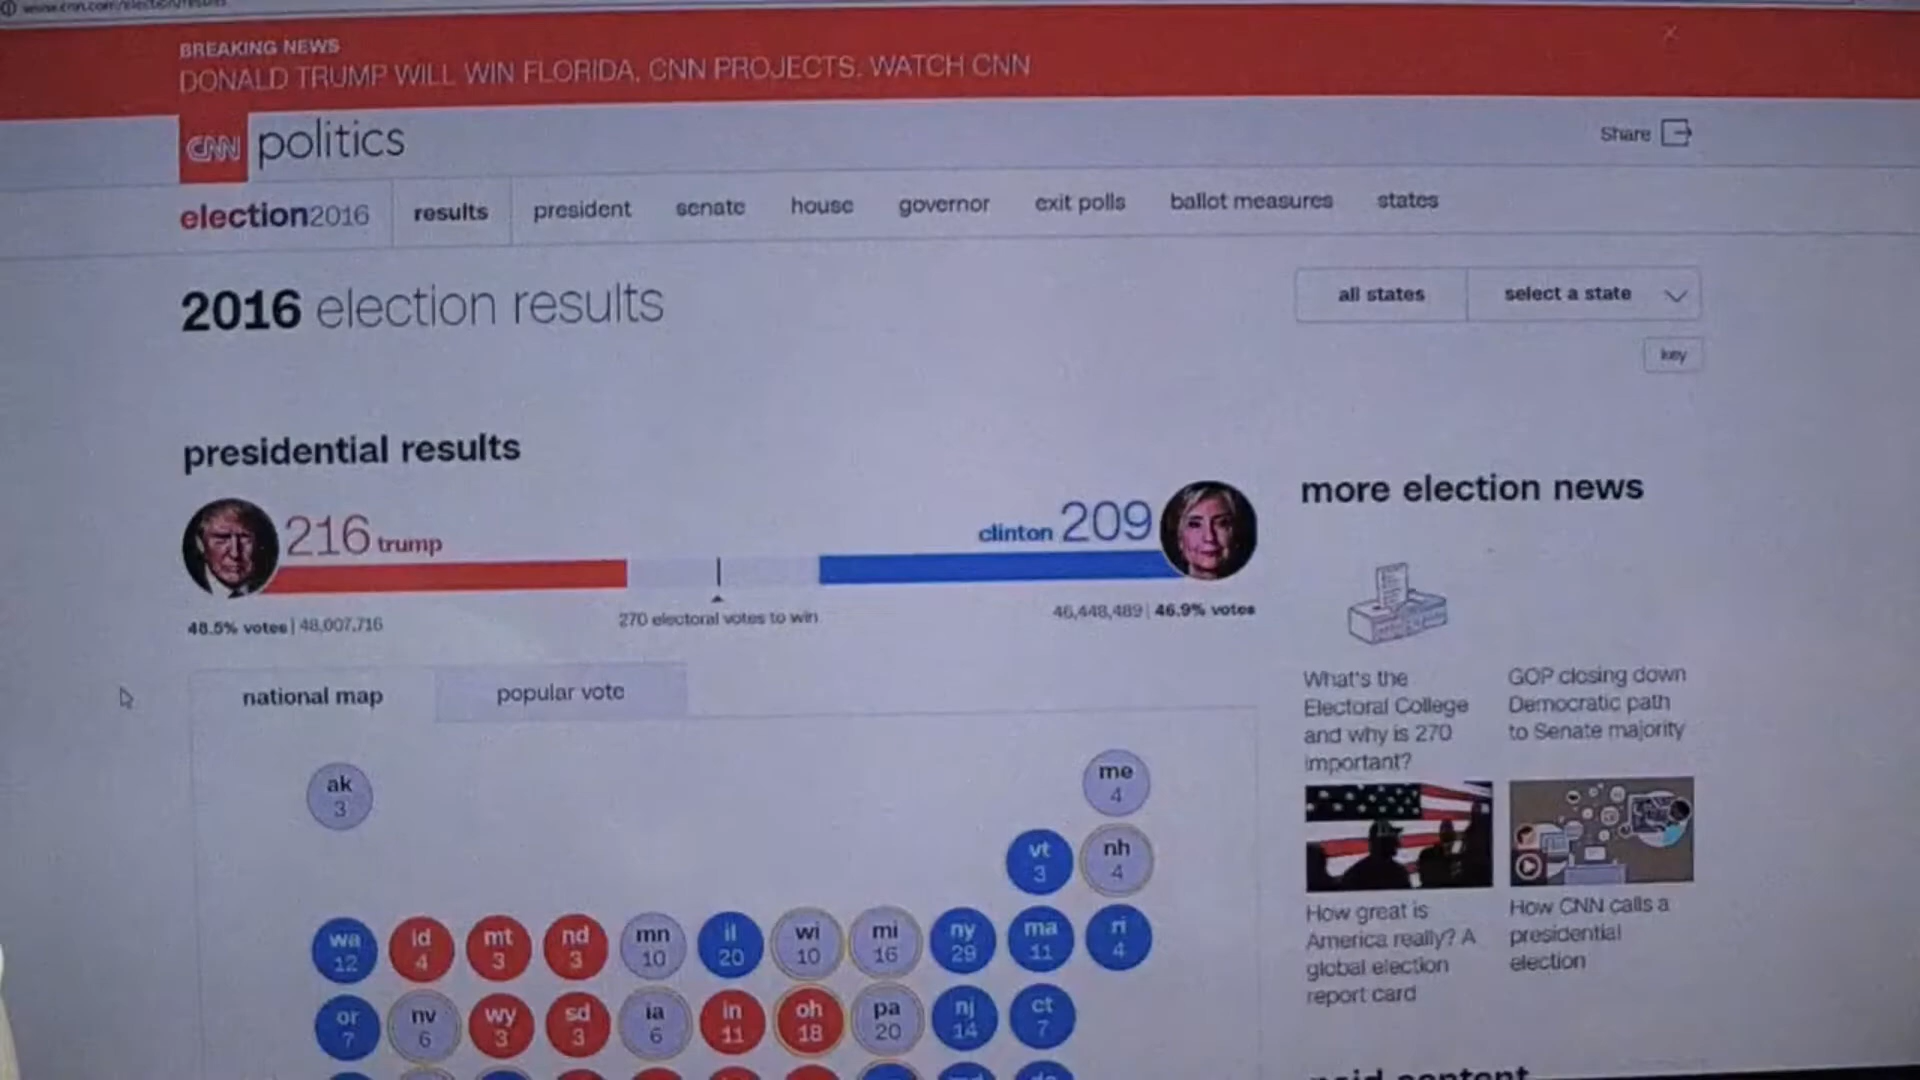 www.cnn.com/election/results
BREAKING NEWS
DONALD TRUMP WILL WIN FLORIDA, CNN PROJECTS. WATCH CNN
CNN politics
Share
election2016
results
president
senate
house
governor
exit polls
ballot measures
states
2016 election results
all states
select a state
key
presidential results
216 trump
clinton 209
48.5% votes | 48,007,716
270 electoral votes to win
46,448,489 | 46.9% votes
national map
popular vote
ak
3
me
4
vt
3
nh
4
wa
12
id
4
mt
3
nd
3
mn
10
il
20
wi
10
mi
16
ny
29
ma
11
ri
4
or
7
nv
6
wy
3
sd
3
ia
6
in
11
oh
18
pa
20
nj
14
ct
7
more election news
What's the
Electoral College
and why is 270
important?
GOP closing down
Democratic path
to Senate majority
How great is
America really? A
global election
report card
How CNN calls a
presidential
election
paid content